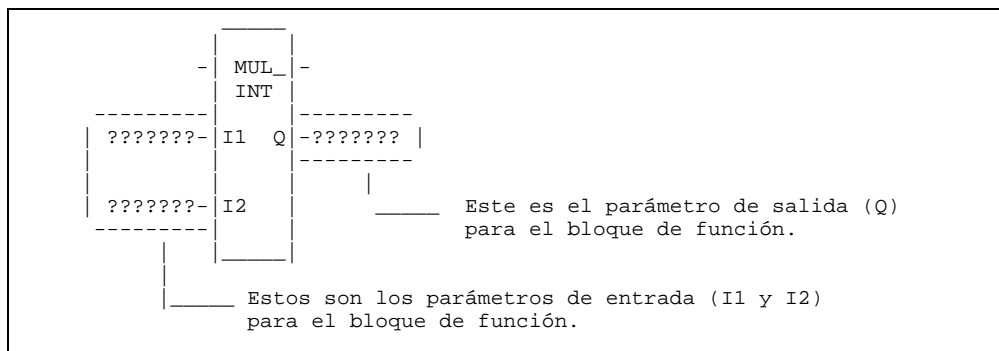 MUL_
INT
???????- I1 Q -???????
???????- I2
Este es el parámetro de salida (Q)
para el bloque de función.
Estos son los parámetros de entrada (I1 y I2)
para el bloque de función.